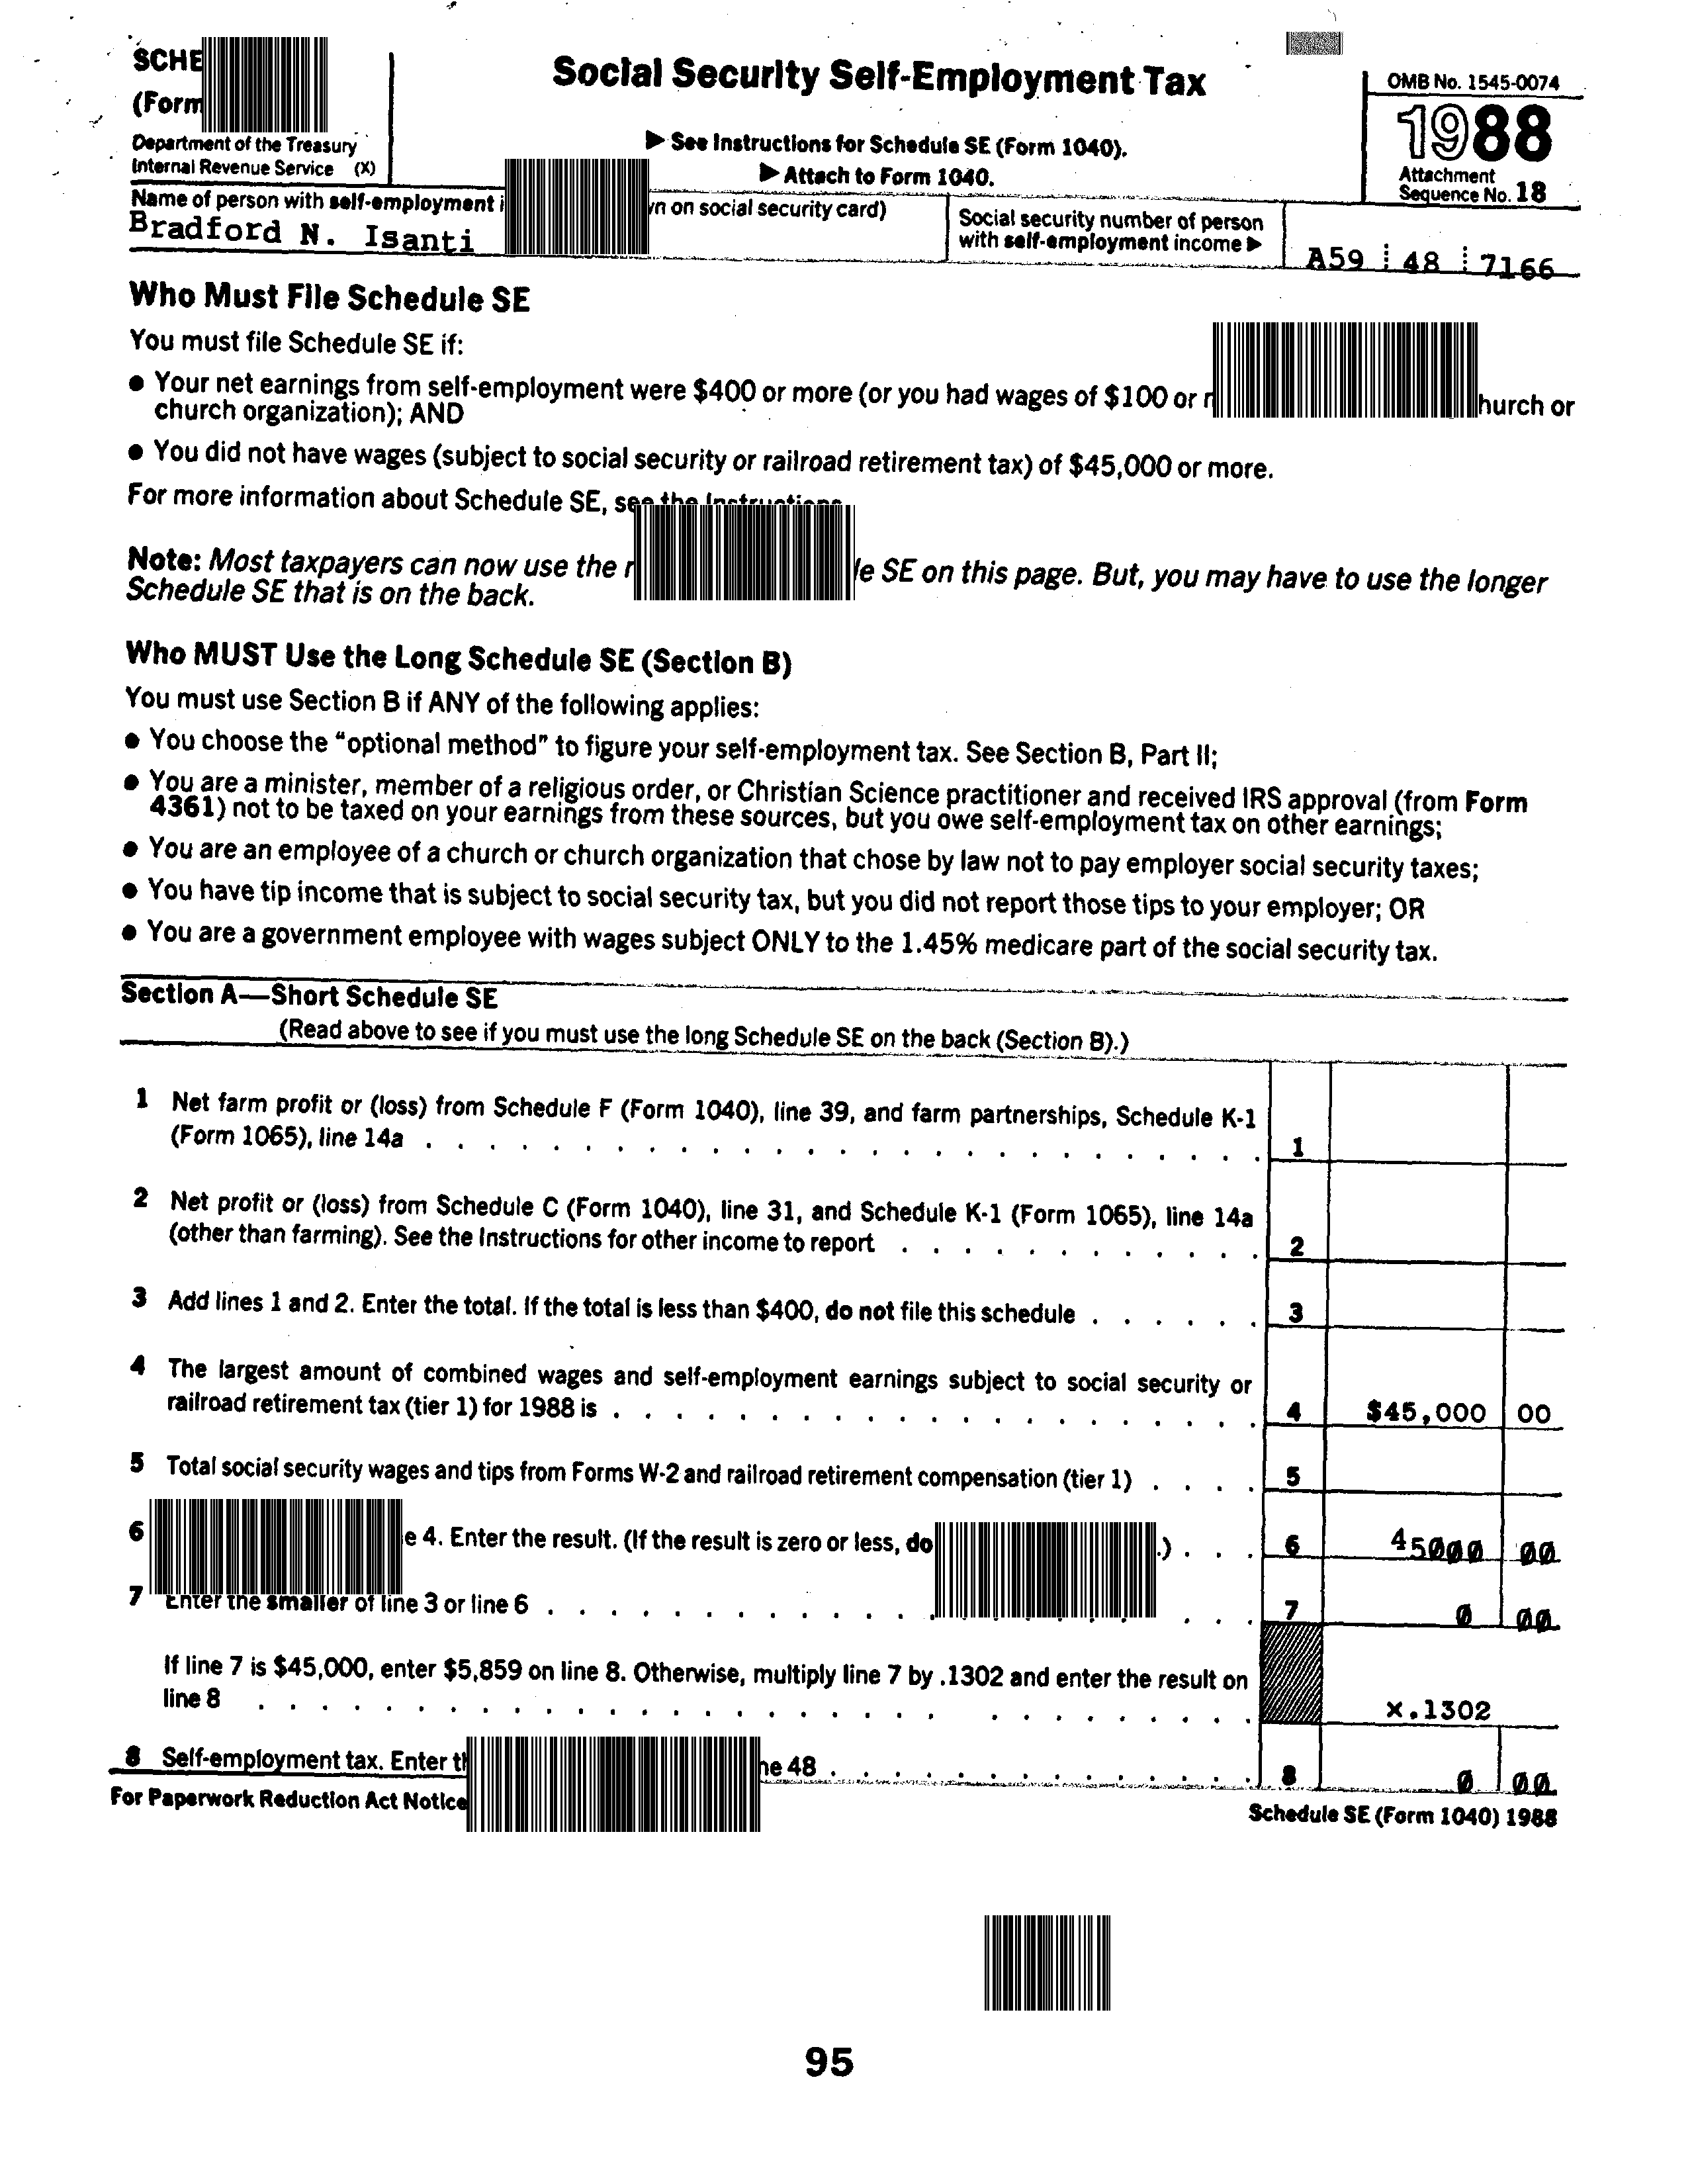 SCHE
(Form
Department of the Treasury
Internal Revenue Service (X)
Social Security Self-Employment Tax
▶ See Instructions for Schedule SE (Form 1040).
▶ Attach to Form 1040.
OMB No. 1545-0074
1988
Attachment
Sequence No. 18
Name of person with self-employment i
n on social security card)
Bradford N. Isanti
Social security number of person
with self-employment income ▶
A59 48 7166
Who Must File Schedule SE
You must file Schedule SE if:
● Your net earnings from self-employment were $400 or more (or you had wages of $100 or hurch or
church organization); AND
● You did not have wages (subject to social security or railroad retirement tax) of $45,000 or more.
For more information about Schedule SE, see the Instructions
Note: Most taxpayers can now use the e SE on this page. But, you may have to use the longer
Schedule SE that is on the back.
Who MUST Use the Long Schedule SE (Section B)
You must use Section B if ANY of the following applies:
● You choose the “optional method” to figure your self-employment tax. See Section B, Part II;
● You are a minister, member of a religious order, or Christian Science practitioner and received IRS approval (from Form
4361) not to be taxed on your earnings from these sources, but you owe self-employment tax on other earnings;
● You are an employee of a church or church organization that chose by law not to pay employer social security taxes;
● You have tip income that is subject to social security tax, but you did not report those tips to your employer; OR
● You are a government employee with wages subject ONLY to the 1.45% medicare part of the social security tax.
Section A—Short Schedule SE
(Read above to see if you must use the long Schedule SE on the back (Section B).)
1 Net farm profit or (loss) from Schedule F (Form 1040), line 39, and farm partnerships, Schedule K-1
(Form 1065), line 14a . . . . . 1
2 Net profit or (loss) from Schedule C (Form 1040), line 31, and Schedule K-1 (Form 1065), line 14a
(other than farming). See the Instructions for other income to report . . . . . 2
3 Add lines 1 and 2. Enter the total. If the total is less than $400, do not file this schedule . . . . . 3
4 The largest amount of combined wages and self-employment earnings subject to social security or
railroad retirement tax (tier 1) for 1988 is . . . . . 4 $45,000 00
5 Total social security wages and tips from Forms W-2 and railroad retirement compensation (tier 1) . . . . 5
6 e 4. Enter the result. (If the result is zero or less, do .) . . . 6 45000 00
7 Enter the smaller of line 3 or line 6 . . . . . 7 0 00
If line 7 is $45,000, enter $5,859 on line 8. Otherwise, multiply line 7 by .1302 and enter the result on
line 8 . . . . . x.1302
8 Self-employment tax. Enter th ne 48 . . . . . 8 0 00
For Paperwork Reduction Act Notice
Schedule SE (Form 1040) 1988
95